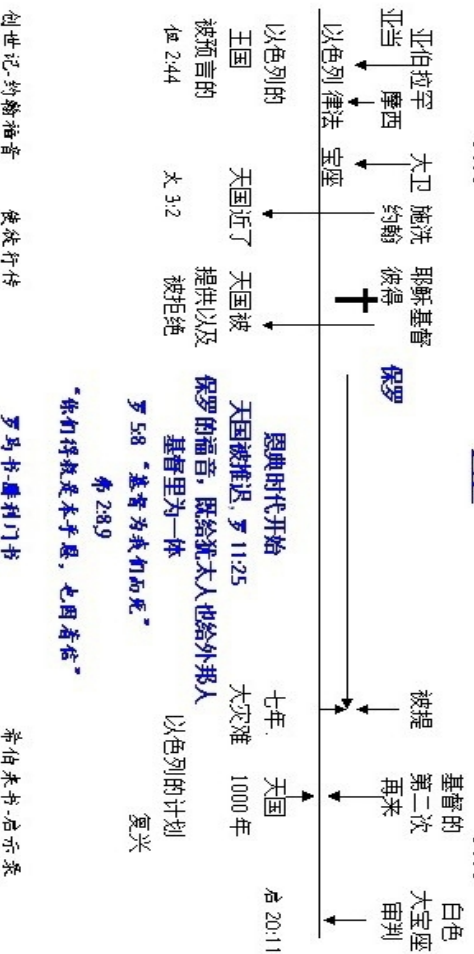 亚伯拉罕
亚当
摩西
大卫
施洗
约翰
耶稣基督
彼得
保罗
被提
基督的
第二次
再来
白色
大宝座
审判
以色列 律法 宝座
以色列的
王国
被预言的
但 2:44
天国近了
太 3:2
天国被
提供以及
被拒绝
恩典时代开始
天国被推迟, 罗 11:25
保罗的福音，既给犹太人也给外邦人
基督里为一体
罗 5:8 “基督为我们而死”
弗 2:8,9
“你们得救是本乎恩，也因着信”
七年.
大灾难
天国
1000 年
以色列的计划
复兴
启 20:11
创世记-约翰福音 使徒行传 罗马书-腓利门书 希伯来书-启示录